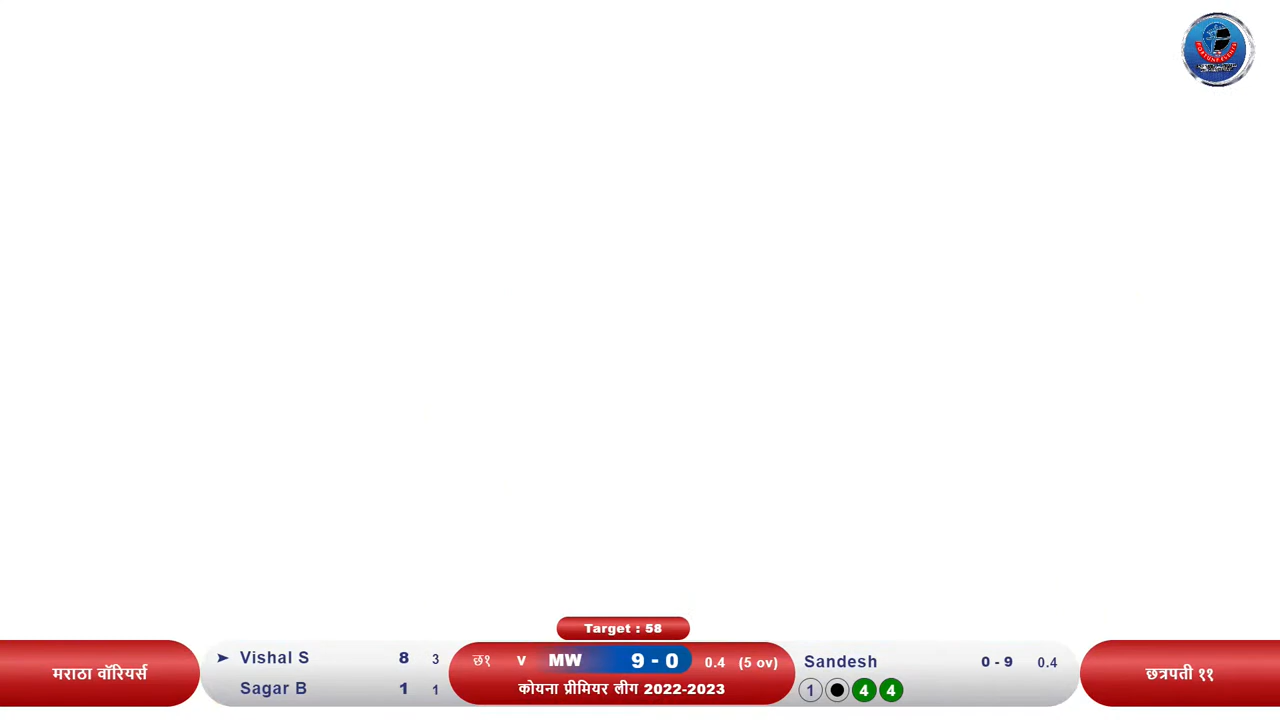 Target : 58
मराठा वॉरियर्स
Vishal S 8 3
Sagar B 1 1
छ१ v MW 9 - 0 0.4 (5 ov)
कोयना प्रीमियर लीग 2022-2023
Sandesh 0 - 9 0.4
1 4 4
छत्रपती ११